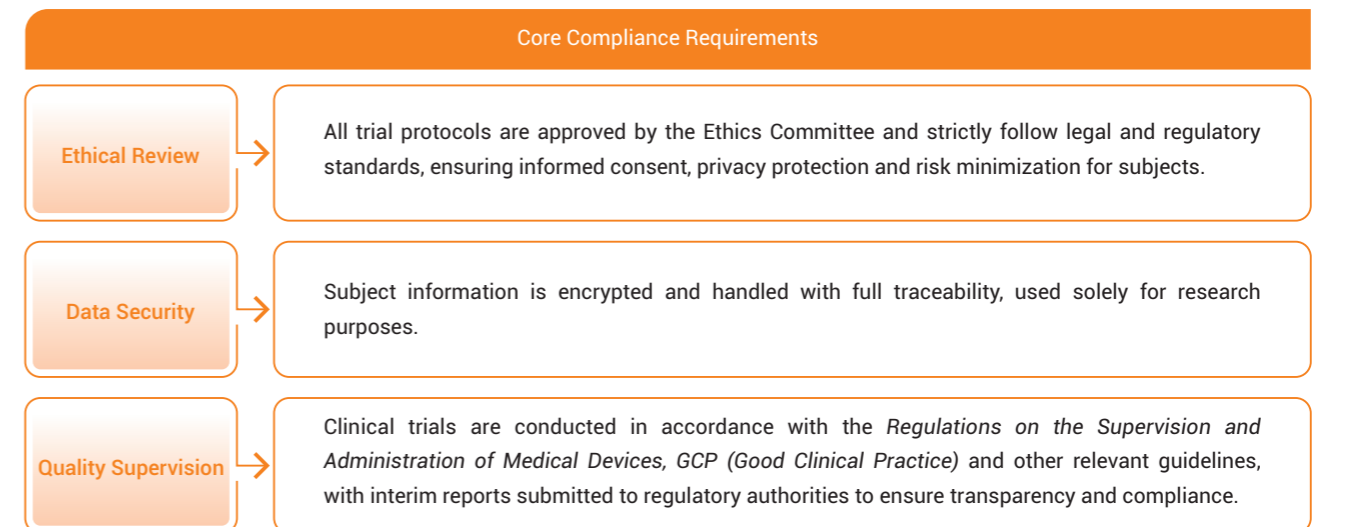 Core Compliance Requirements
Ethical Review
All trial protocols are approved by the Ethics Committee and strictly follow legal and regulatory
standards, ensuring informed consent, privacy protection and risk minimization for subjects.
Data Security
Subject information is encrypted and handled with full traceability, used solely for research
purposes.
Quality Supervision
Clinical trials are conducted in accordance with the Regulations on the Supervision and
Administration of Medical Devices, GCP (Good Clinical Practice) and other relevant guidelines,
with interim reports submitted to regulatory authorities to ensure transparency and compliance.